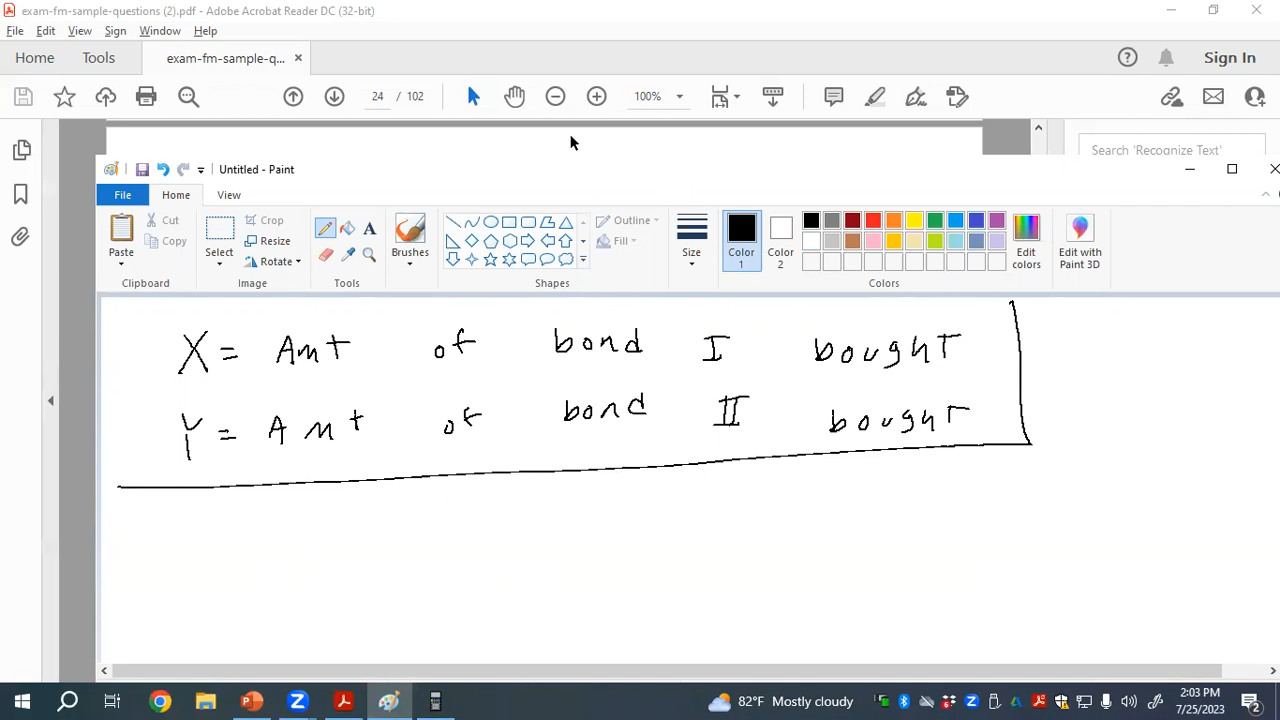 exam-fm-sample-questions (2).pdf - Adobe Acrobat Reader DC (32-bit)
File Edit View Sign Window Help
Home Tools exam-fm-sample-q... × Sign In
24 / 102 100%
Search 'Recognize Text'
Untitled - Paint
File Home View
Paste Cut Copy Select Crop Resize Rotate Brushes Outline Fill Size Color 1 Color 2 Edit colors Edit with Paint 3D
Clipboard Image Tools Shapes Colors
X = Amt of bond I bought
Y = Amt of bond II bought
82°F Mostly cloudy 2:03 PM
7/25/2023 2